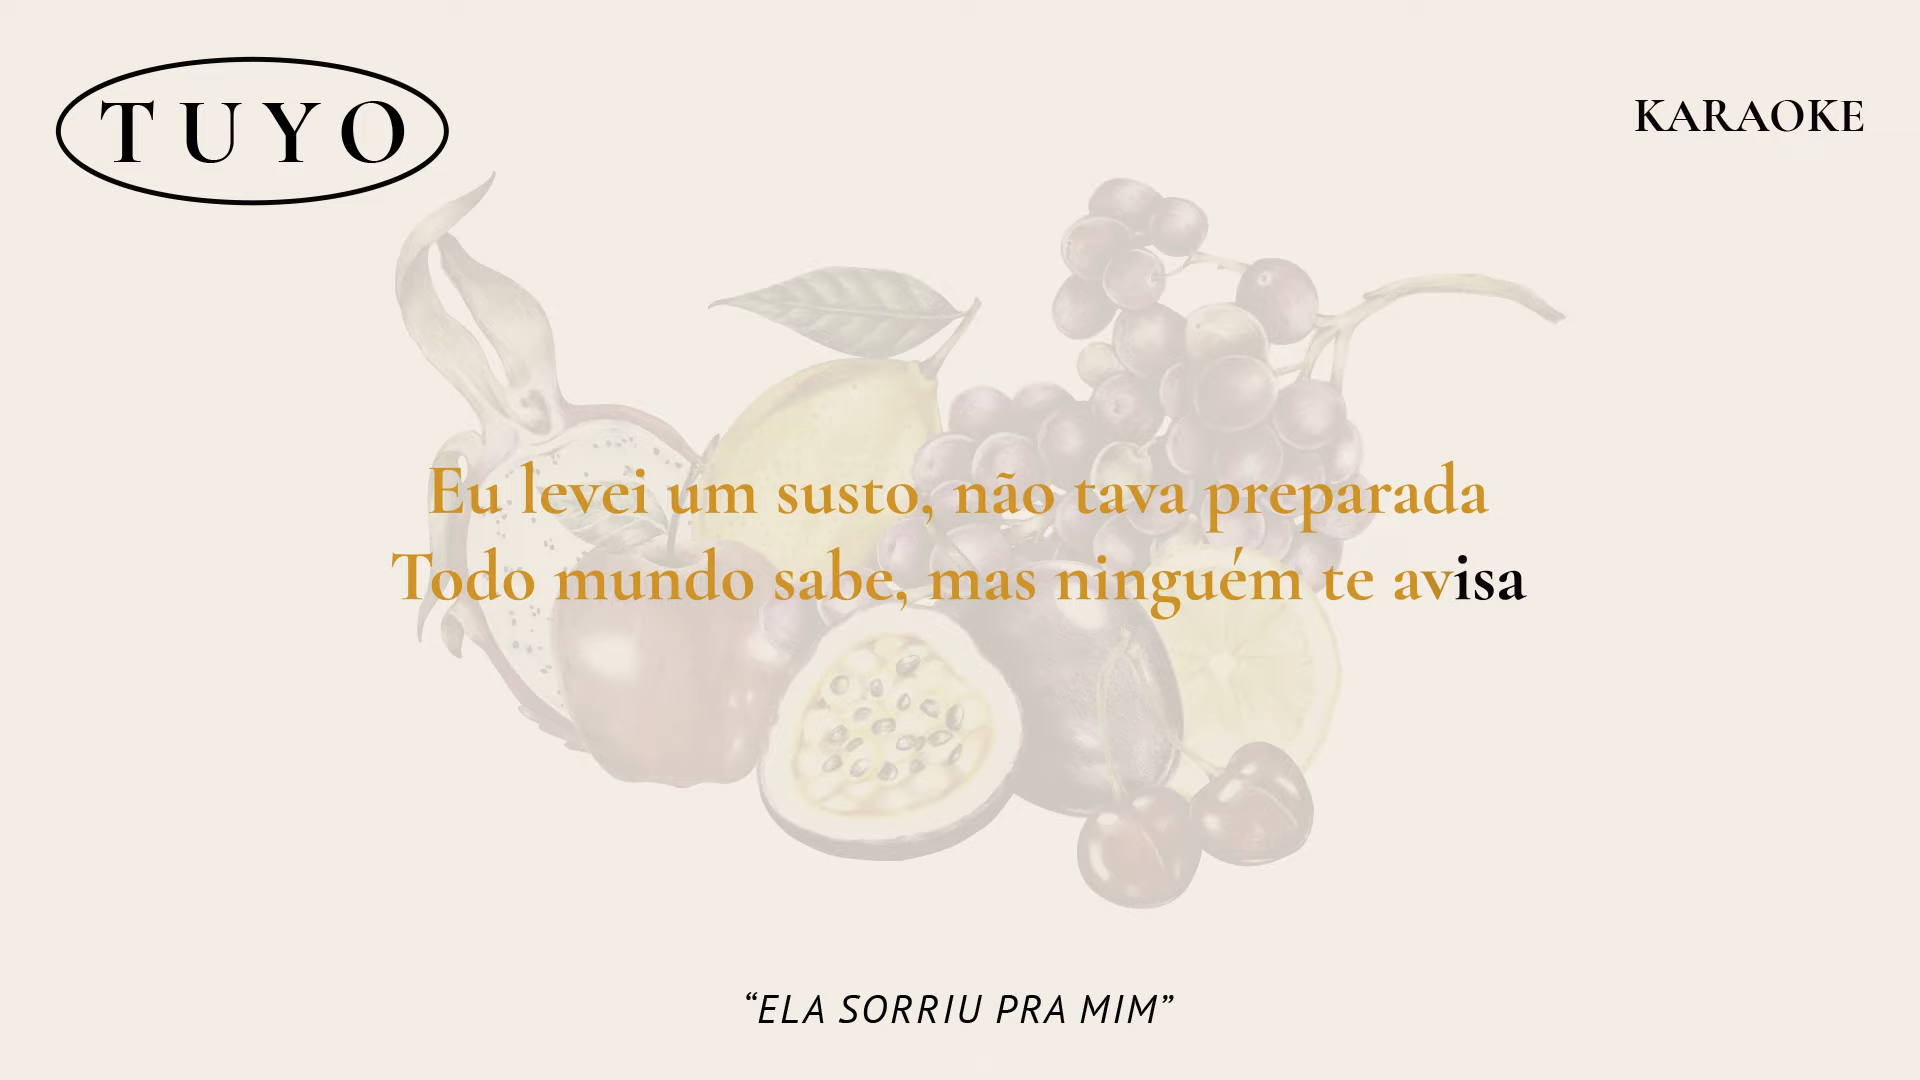 TUYO
KARAOKE
Eu levei um susto, não tava preparada
Todo mundo sabe, mas ninguém te avisa
“ELA SORRIU PRA MIM”